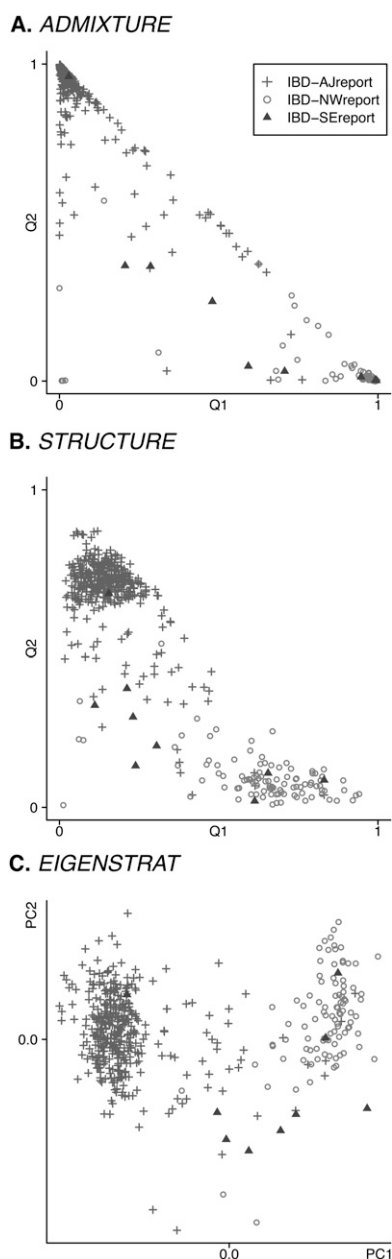 A. ADMIXTURE
1
IBD-AJreport
IBD-NWreport
IBD-SEreport
Q2
0
0
Q1
1
B. STRUCTURE
1
Q2
0
0
Q1
1
C. EIGENSTRAT
PC2
0.0
0.0
PC1